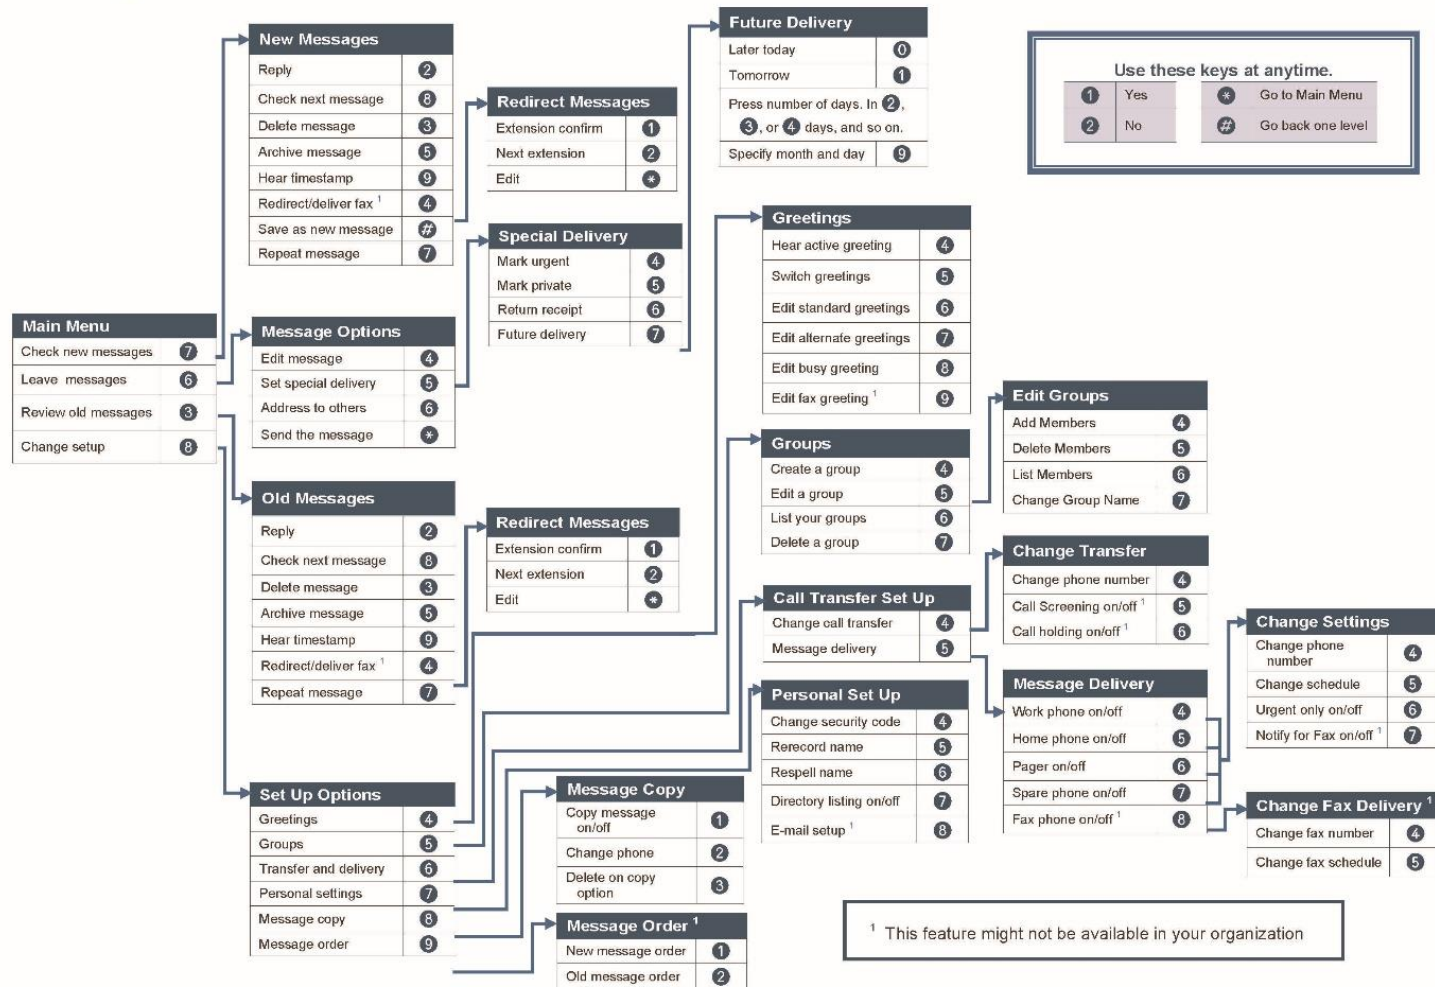 Main Menu
Check new messages 7
Leave messages 6
Review old messages 3
Change setup 8
New Messages
Reply 2
Check next message 8
Delete message 3
Archive message 5
Hear timestamp 9
Redirect/deliver fax 1 4
Save as new message #
Repeat message 7
Redirect Messages
Extension confirm 1
Next extension 2
Edit *
Message Options
Edit message 4
Set special delivery 5
Address to others 6
Send the message *
Special Delivery
Mark urgent 4
Mark private 5
Return receipt 6
Future delivery 7
Future Delivery
Later today 0
Tomorrow 1
Press number of days. In 2,
3, or 4 days, and so on.
Specify month and day 9
Use these keys at anytime.
1 Yes * Go to Main Menu
2 No # Go back one level
Old Messages
Reply 2
Check next message 8
Delete message 3
Archive message 5
Hear timestamp 9
Redirect/deliver fax 1 4
Repeat message 7
Redirect Messages
Extension confirm 1
Next extension 2
Edit *
Set Up Options
Greetings 4
Groups 5
Transfer and delivery 6
Personal settings 7
Message copy 8
Message order 9
Greetings
Hear active greeting 4
Switch greetings 5
Edit standard greetings 6
Edit alternate greetings 7
Edit busy greeting 8
Edit fax greeting 1 9
Groups
Create a group 4
Edit a group 5
List your groups 6
Delete a group 7
Edit Groups
Add Members 4
Delete Members 5
List Members 6
Change Group Name 7
Call Transfer Set Up
Change call transfer 4
Message delivery 5
Change Transfer
Change phone number 4
Call Screening on/off 1 5
Call holding on/off 1 6
Message Delivery
Work phone on/off 4
Home phone on/off 5
Pager on/off 6
Spare phone on/off 7
Fax phone on/off 1 8
Change Settings
Change phone
number 4
Change schedule 5
Urgent only on/off 6
Notify for Fax on/off 1 7
Change Fax Delivery 1
Change fax number 4
Change fax schedule 5
Personal Set Up
Change security code 4
Rerecord name 5
Respell name 6
Directory listing on/off 7
E-mail setup 1 8
Message Copy
Copy message
on/off 1
Change phone 2
Delete on copy
option 3
Message Order 1
New message order 1
Old message order 2
1 This feature might not be available in your organization